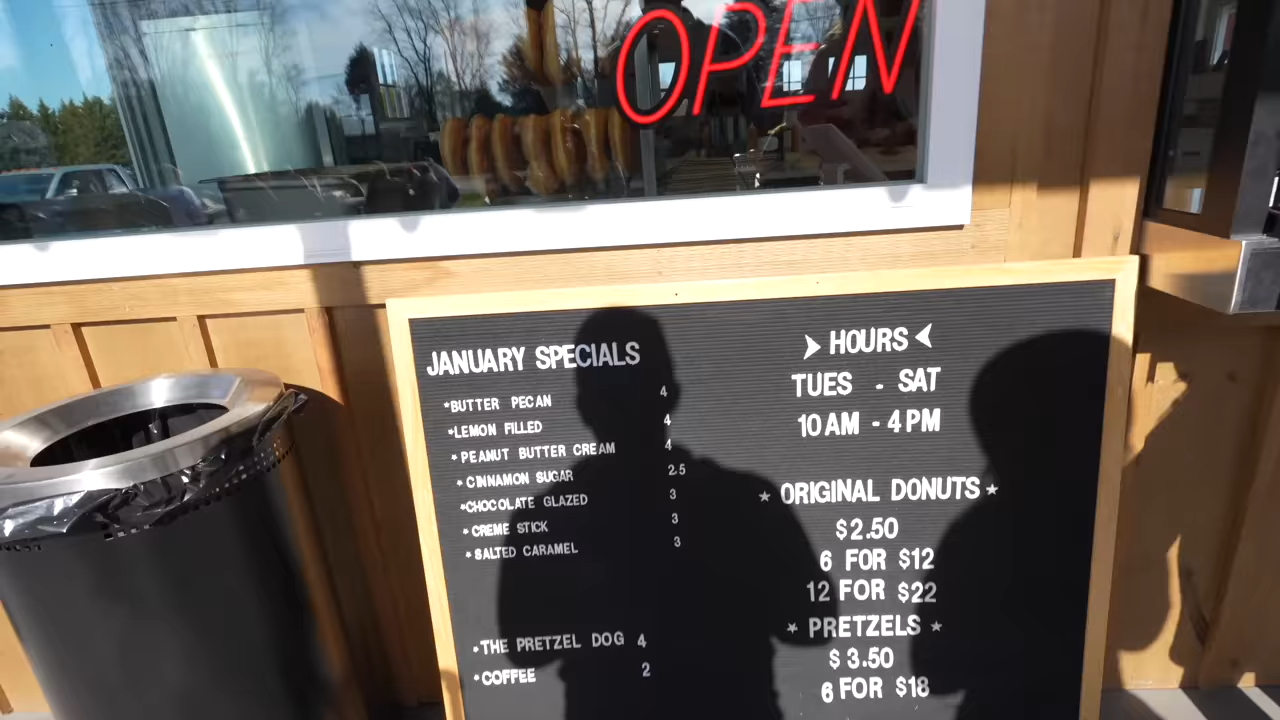 OPEN
JANUARY SPECIALS
*BUTTER PECAN 4
*LEMON FILLED 4
*PEANUT BUTTER CREAM 4
*CINNAMON SUGAR 2.5
*CHOCOLATE GLAZED 3
*CREME STICK 3
*SALTED CARAMEL 3
*THE PRETZEL DOG 4
*COFFEE 2
HOURS
TUES - SAT
10 AM - 4 PM
★ ORIGINAL DONUTS ★
$2.50
6 FOR $12
12 FOR $22
★ PRETZELS ★
$3.50
6 FOR $18